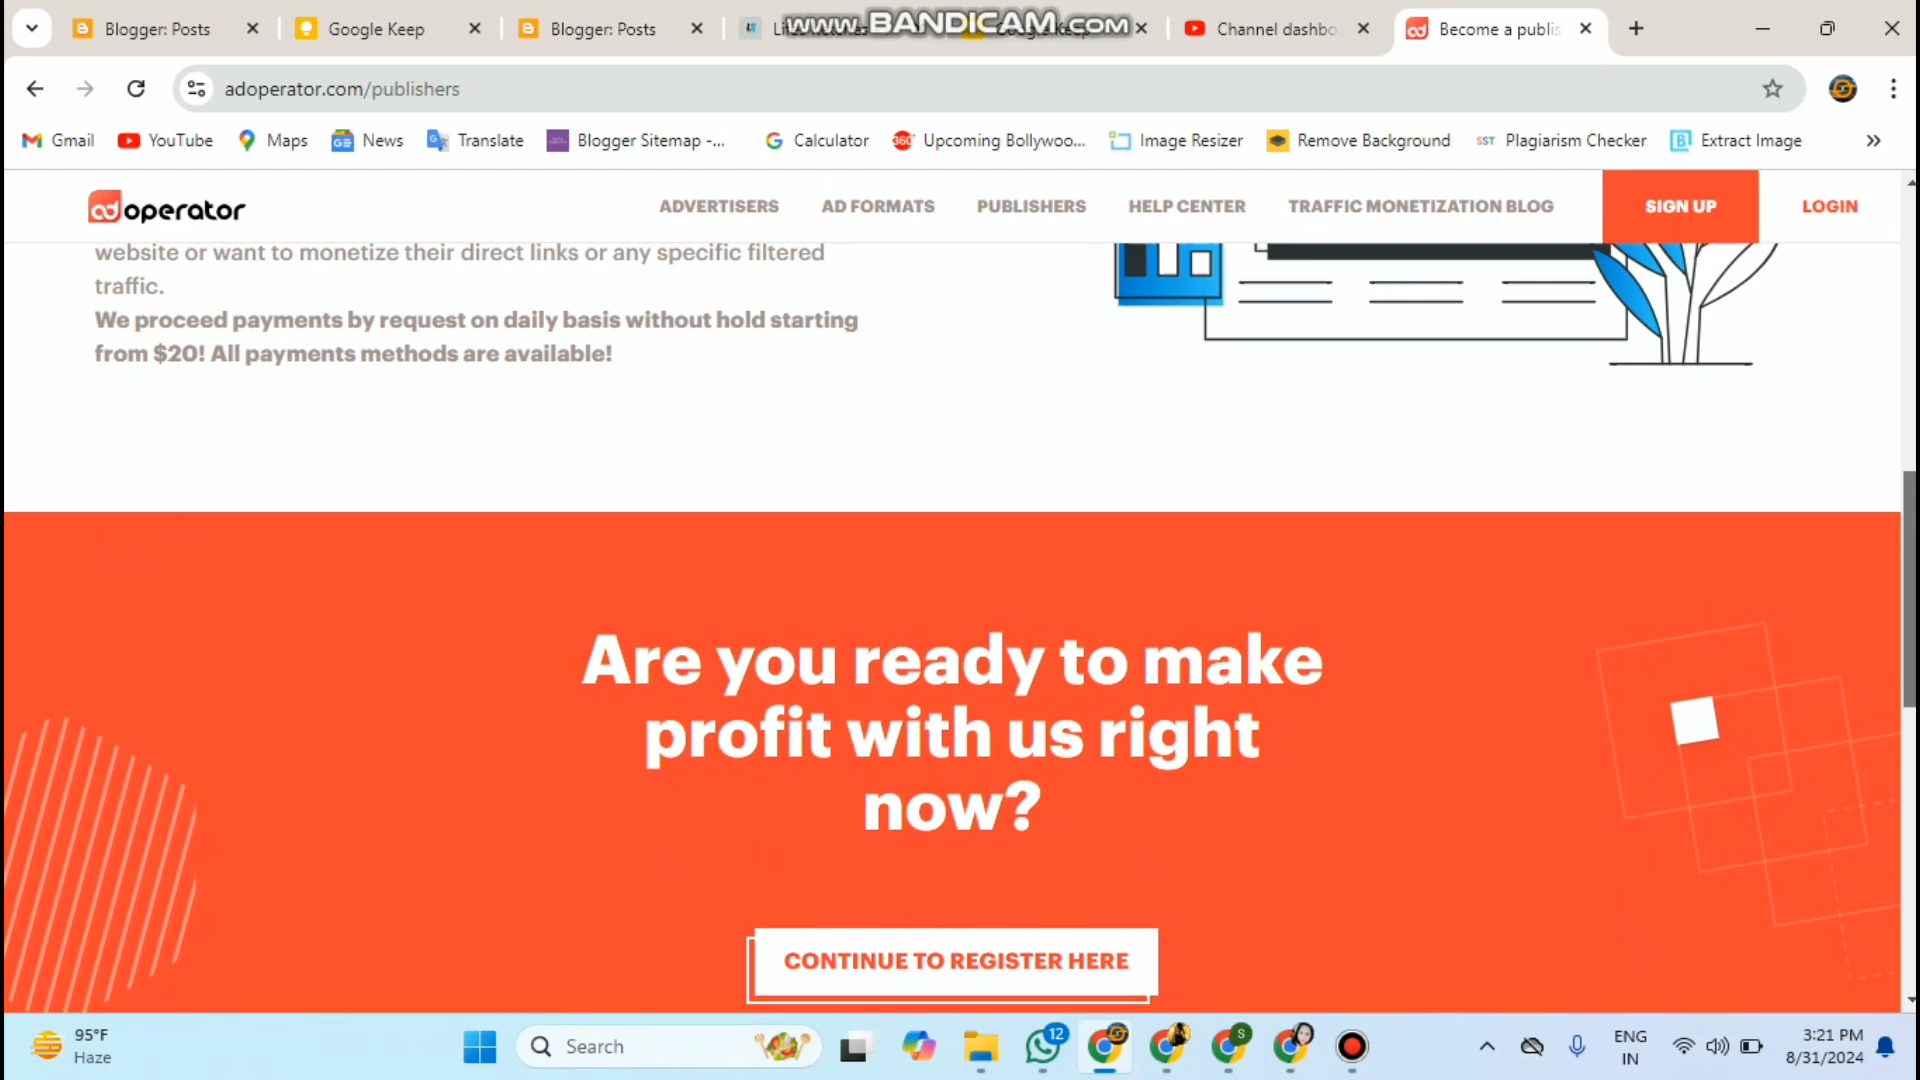 Blogger: Posts
Google Keep
Blogger: Posts
www.BANDICAM.com
Channel dashbo
Become a publis
adoperator.com/publishers
Gmail
YouTube
Maps
News
Translate
Blogger Sitemap -...
Calculator
Upcoming Bollywoo...
Image Resizer
Remove Background
SST Plagiarism Checker
Extract Image
adoperator
ADVERTISERS
AD FORMATS
PUBLISHERS
HELP CENTER
TRAFFIC MONETIZATION BLOG
SIGN UP
LOGIN
website or want to monetize their direct links or any specific filtered
traffic.
We proceed payments by request on daily basis without hold starting
from $20! All payments methods are available!
Are you ready to make
profit with us right
now?
CONTINUE TO REGISTER HERE
95°F
Haze
Search
12
S
ENG
IN
3:21 PM
8/31/2024